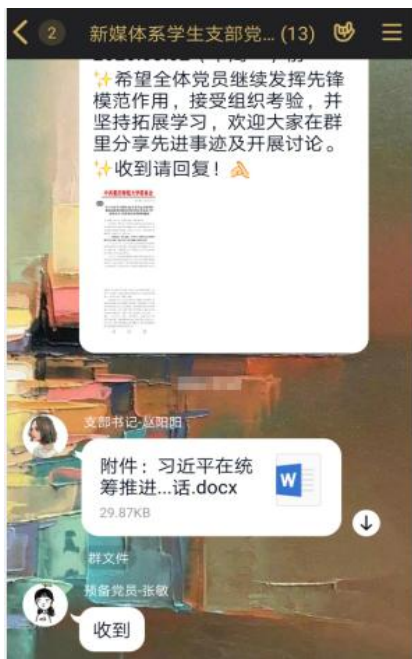 2
新媒体系学生支部党... (13)
✨希望全体党员继续发挥先锋
模范作用，接受组织考验，并
坚持拓展学习，欢迎大家在群
里分享先进事迹及开展讨论。
✨收到请回复！
支部书记-赵阳阳
附件：习近平在统
筹推进...话.docx
W
29.87KB
群文件
预备党员-张敏
收到